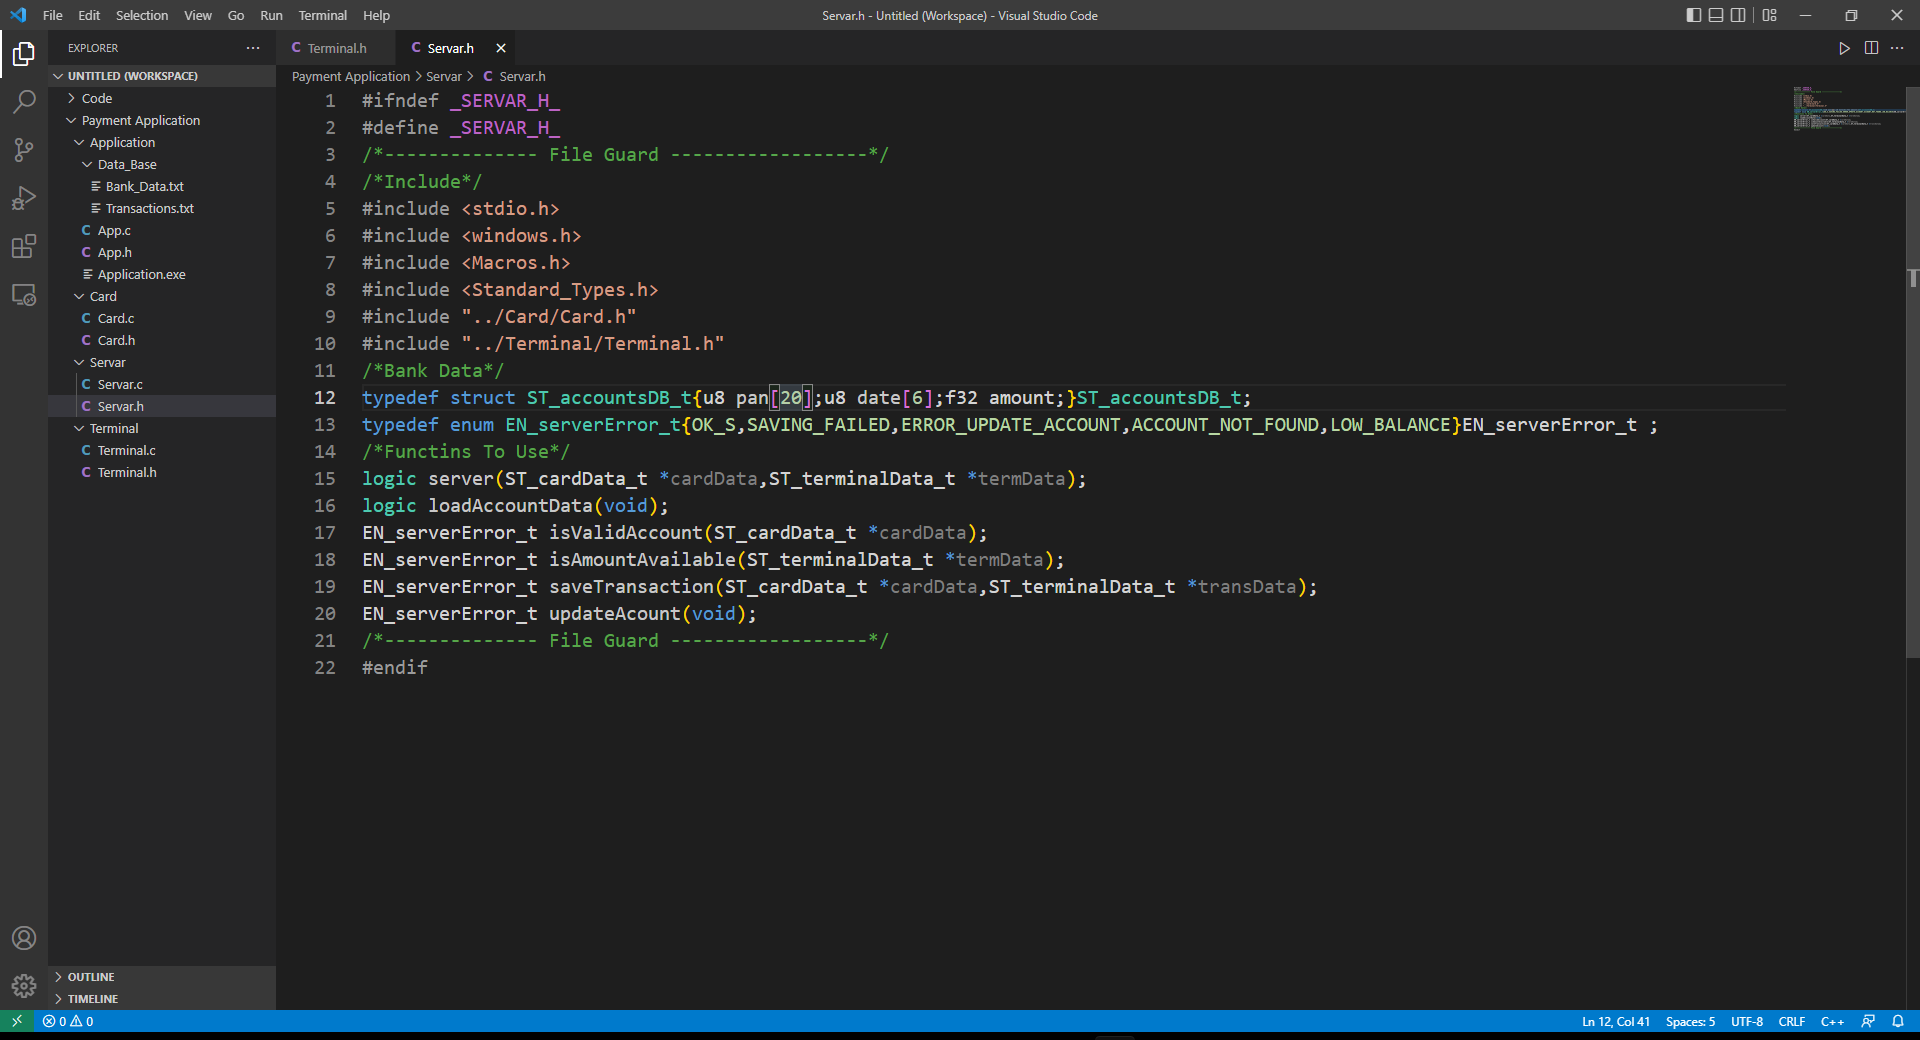 File Edit Selection View Go Run Terminal Help
Servar.h - Untitled (Workspace) - Visual Studio Code
EXPLORER
UNTITLED (WORKSPACE)
Code
Payment Application
Application
Data_Base
Bank_Data.txt
Transactions.txt
App.c
App.h
Application.exe
Card
Card.c
Card.h
Servar
Servar.c
Servar.h
Terminal
Terminal.c
Terminal.h
OUTLINE
TIMELINE
Terminal.h Servar.h
Payment Application > Servar > C Servar.h
1 #ifndef _SERVAR_H_
2 #define _SERVAR_H_
3 /*-------------- File Guard ------------------*/
4 /*Include*/
5 #include <stdio.h>
6 #include <windows.h>
7 #include <Macros.h>
8 #include <Standard_Types.h>
9 #include "../Card/Card.h"
10 #include "../Terminal/Terminal.h"
11 /*Bank Data*/
12 typedef struct ST_accountsDB_t{u8 pan[20];u8 date[6];f32 amount;}ST_accountsDB_t;
13 typedef enum EN_serverError_t{OK_S,SAVING_FAILED,ERROR_UPDATE_ACCOUNT,ACCOUNT_NOT_FOUND,LOW_BALANCE}EN_serverError_t ;
14 /*Functins To Use*/
15 logic server(ST_cardData_t *cardData,ST_terminalData_t *termData);
16 logic loadAccountData(void);
17 EN_serverError_t isValidAccount(ST_cardData_t *cardData);
18 EN_serverError_t isAmountAvailable(ST_terminalData_t *termData);
19 EN_serverError_t saveTransaction(ST_cardData_t *cardData,ST_terminalData_t *transData);
20 EN_serverError_t updateAcount(void);
21 /*-------------- File Guard ------------------*/
22 #endif
0 0
Ln 12, Col 41 Spaces: 5 UTF-8 CRLF C++